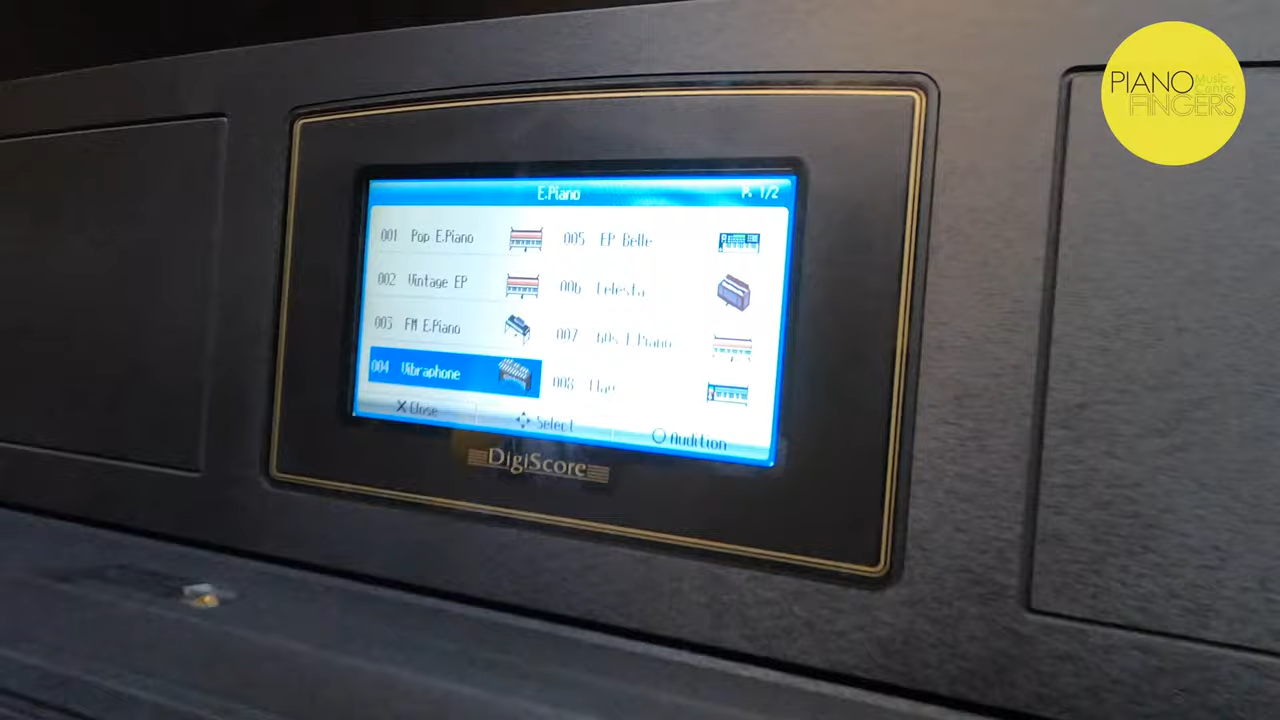 E.Piano
P. 1/2
001 Pop E.Piano
002 Vintage EP
003 FM E.Piano
004 Vibraphone
005 EP Belle
006 Celesta
007 60s E.Piano
008 Clav
X Close
Select
Audition
DigiScore
PIANO Music
Center
FINGERS